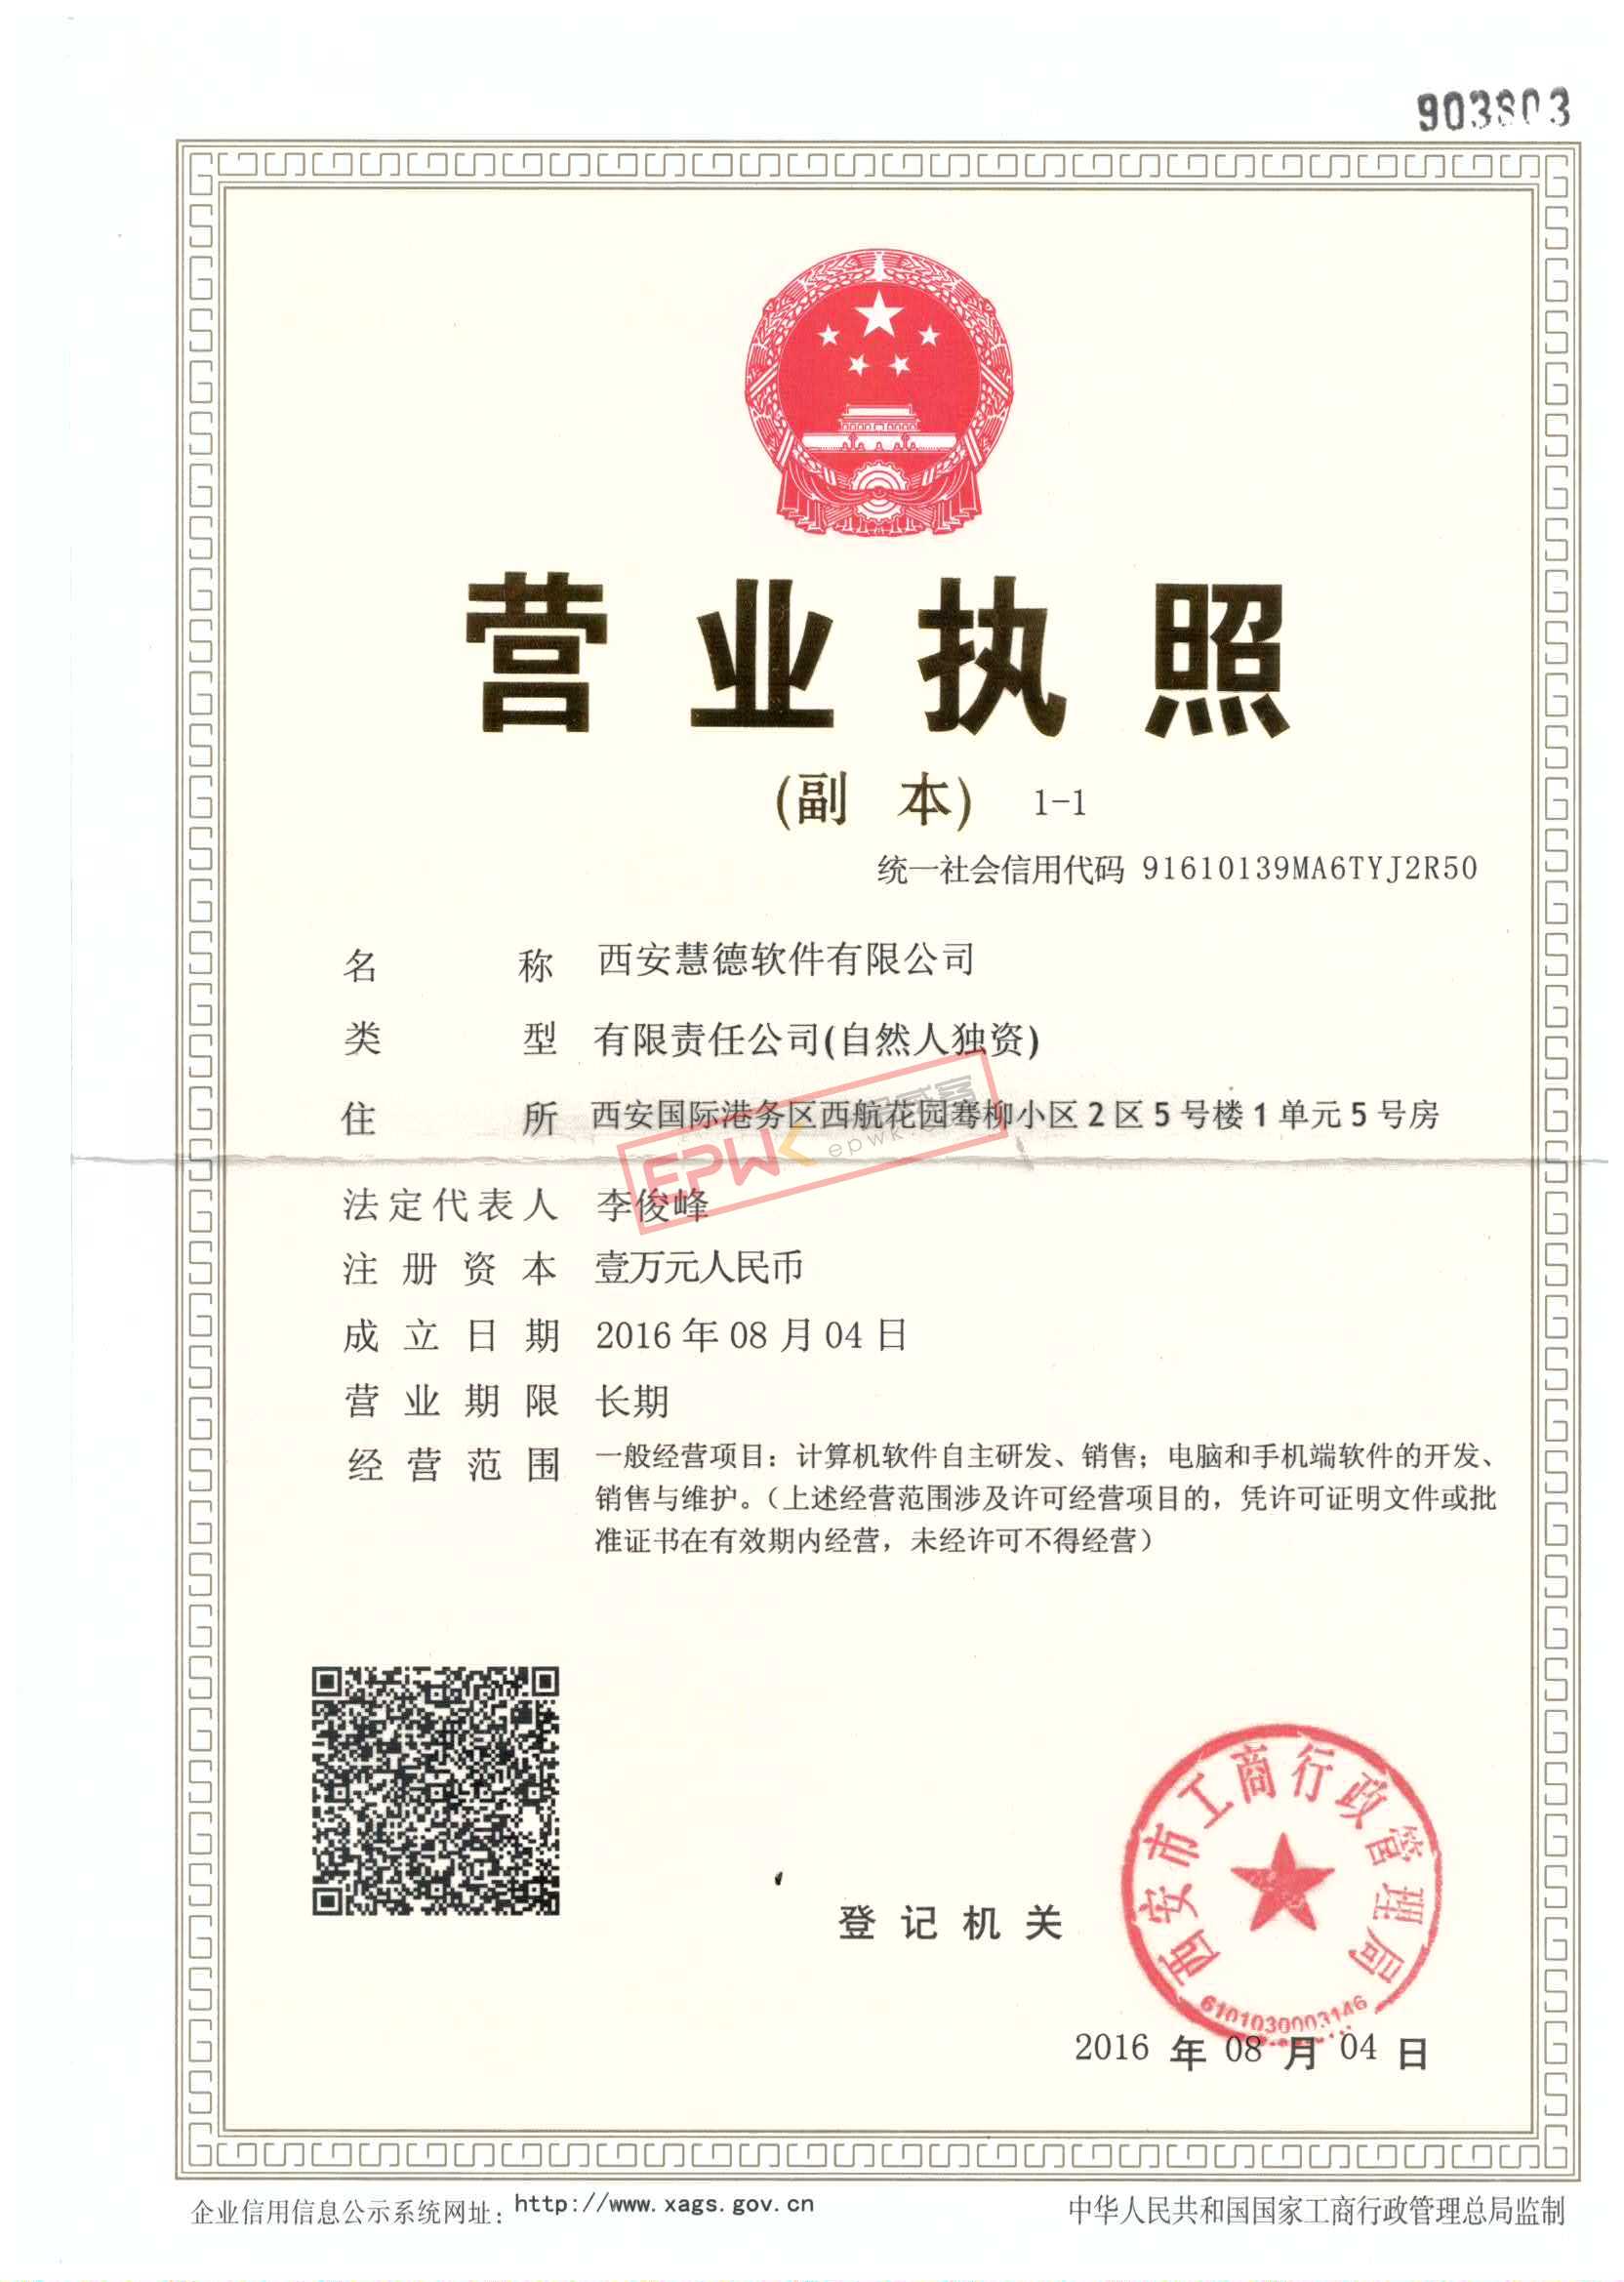 903803
营业执照
(副 本) 1-1
统一社会信用代码 91610139MA6TYJ2R50
名 称 西安慧德软件有限公司
类 型 有限责任公司(自然人独资)
住 所 西安国际港务区西航花园骞柳小区2区5号楼1单元5号房
EPWK epwk.
法定代表人 李俊峰
注册资本 壹万元人民币
成立日期 2016年08月04日
营业期限 长期
经营范围 一般经营项目：计算机软件自主研发、销售；电脑和手机端软件的开发、
销售与维护。（上述经营范围涉及许可经营项目的，凭许可证明文件或批
准证书在有效期内经营，未经许可不得经营）
西安市工商行政管理局
登记机关
6101030003146
2016 年 08 月 04 日
企业信用信息公示系统网址：http://www.xags.gov.cn
中华人民共和国国家工商行政管理总局监制